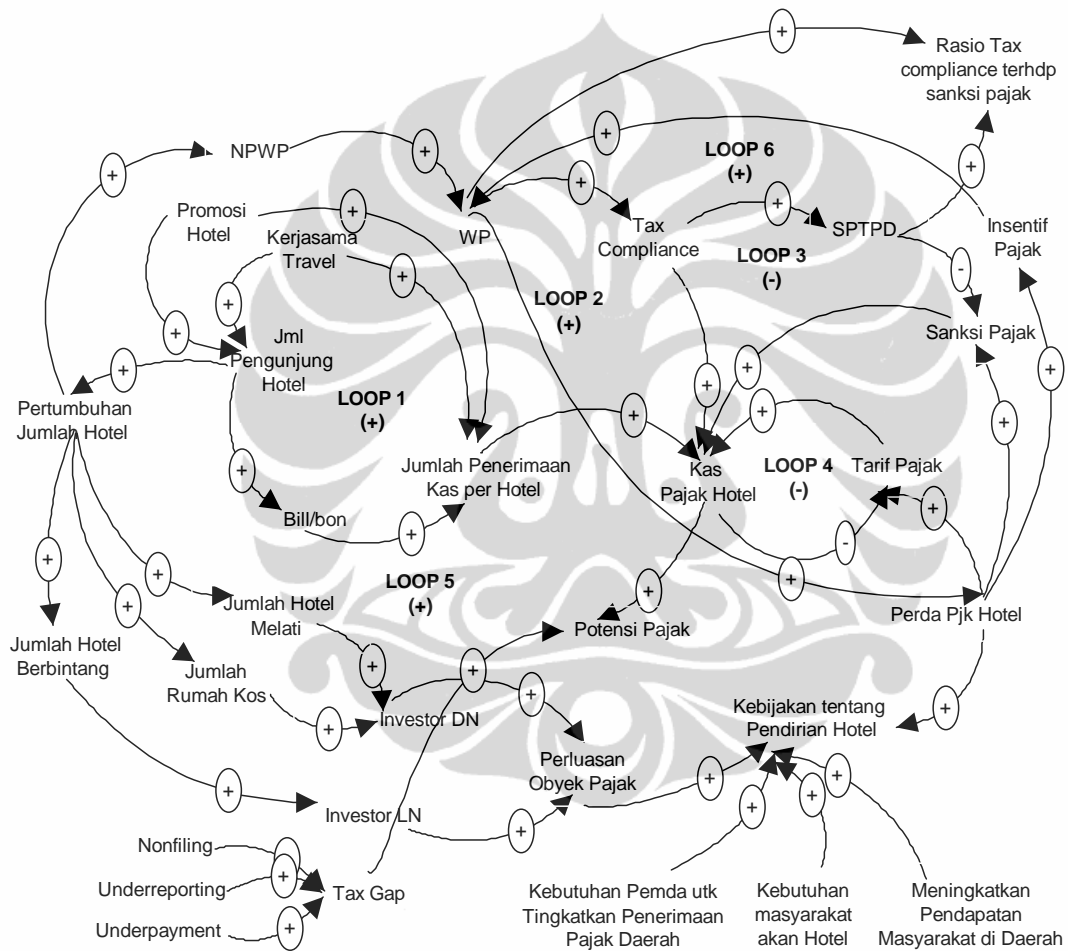 +
Rasio Tax
compliance terhdp
sanksi pajak
NPWP
+
+
+
LOOP 6
(+)
+
+
Promosi
Hotel
+
WP
+
Tax
Compliance
+
SPTPD
Insentif
Pajak
Kerjasama
Travel
+
LOOP 3
(-)
-
+
LOOP 2
(+)
+
Jml
Pengunjung
Hotel
Sanksi Pajak
+
+
+
+
Pertumbuhan
Jumlah Hotel
LOOP 1
(+)
+
+
+
Jumlah Penerimaan
Kas per Hotel
Kas
Pajak Hotel
LOOP 4
(-)
Tarif Pajak
+
+
Bill/bon
+
-
+
+
+
LOOP 5
(+)
+
+
Jumlah Hotel
Melati
Potensi Pajak
Perda Pjk Hotel
Jumlah Hotel
Berbintang
Jumlah
Rumah Kos
+
+
+
+
Investor DN
Kebijakan tentang
Pendirian Hotel
+
Perluasan
Obyek Pajak
+
+
+
+
+
Investor LN
+
Nonfiling
+
Underreporting
+
Tax Gap
Underpayment
+
Kebutuhan Pemda utk
Tingkatkan Penerimaan
Pajak Daerah
Kebutuhan
masyarakat
akan Hotel
Meningkatkan
Pendapatan
Masyarakat di Daerah